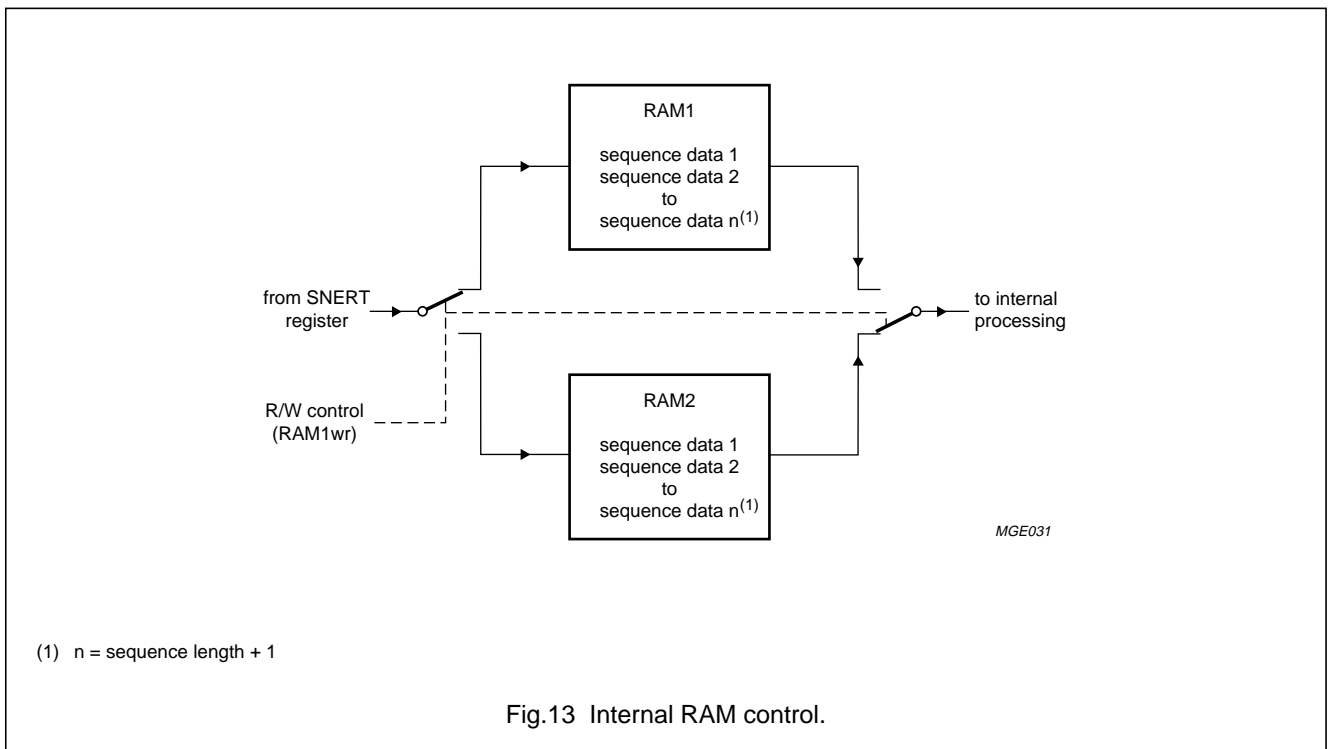 RAM1
sequence data 1
sequence data 2
to
sequence data n(1)
from SNERT
register
to internal
processing
R/W control
(RAM1wr)
RAM2
sequence data 1
sequence data 2
to
sequence data n(1)
MGE031
(1) n = sequence length + 1
Fig.13 Internal RAM control.